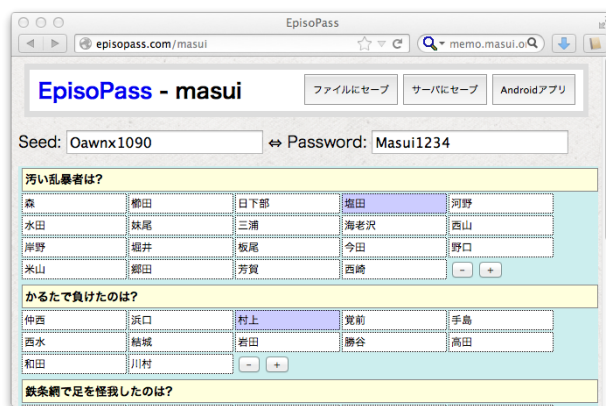 EpisoPass
episopass.com/masui
memo.masui.o
EpisoPass - masui ファイルにセーブ サーバにセーブ Androidアプリ
Seed: Oawnx1090 ⇔ Password: Masui1234
汚い乱暴者は?
森 櫛田 日下部 塩田 河野
水田 妹尾 三浦 海老沢 西山
岸野 堀井 板尾 今田 野口
米山 郷田 芳賀 西崎 - +
かるたで負けたのは?
仲西 浜口 村上 覚前 手島
西水 結城 岩田 勝谷 高田
和田 川村 - +
鉄条網で足を怪我したのは?